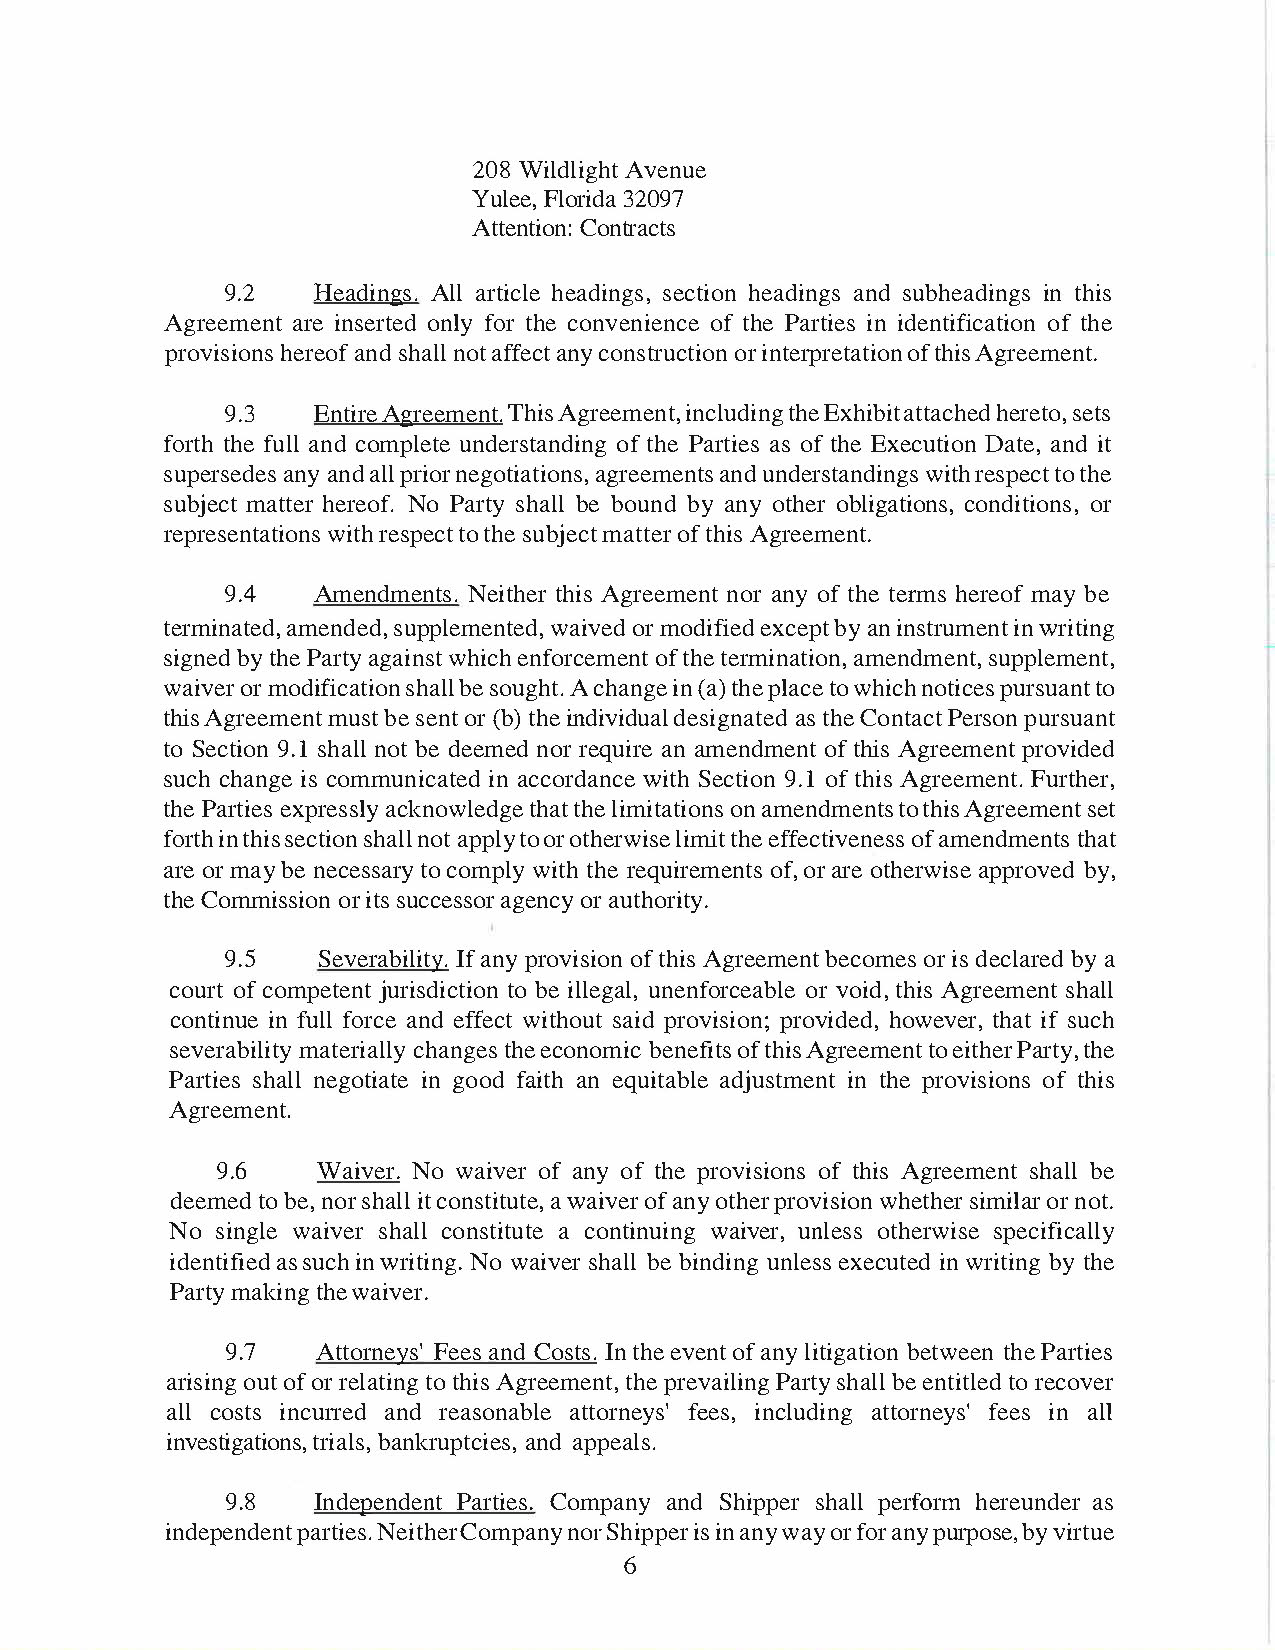 208 Wildlight Avenue
Yulee, Florida 32097
Attention: Contracts
9.2 Headings. All article headings, section headings and subheadings in this
Agreement are inserted only for the convenience of the Parties in identification of the
provisions hereof and shall not affect any construction or interpretation of this Agreement.
9.3 Entire Agreement. This Agreement, including the Exhibit attached hereto, sets
forth the full and complete understanding of the Parties as of the Execution Date, and it
supersedes any and all prior negotiations, agreements and understandings with respect to the
subject matter hereof. No Party shall be bound by any other obligations, conditions, or
representations with respect to the subject matter of this Agreement.
9.4 Amendments. Neither this Agreement nor any of the terms hereof may be
terminated, amended, supplemented, waived or modified except by an instrument in writing
signed by the Party against which enforcement of the termination, amendment, supplement,
waiver or modification shall be sought. A change in (a) the place to which notices pursuant to
this Agreement must be sent or (b) the individual designated as the Contact Person pursuant
to Section 9.1 shall not be deemed nor require an amendment of this Agreement provided
such change is communicated in accordance with Section 9.1 of this Agreement. Further,
the Parties expressly acknowledge that the limitations on amendments to this Agreement set
forth in this section shall not apply to or otherwise limit the effectiveness of amendments that
are or may be necessary to comply with the requirements of, or are otherwise approved by,
the Commission or its successor agency or authority.
9.5 Severability. If any provision of this Agreement becomes or is declared by a
court of competent jurisdiction to be illegal, unenforceable or void, this Agreement shall
continue in full force and effect without said provision; provided, however, that if such
severability materially changes the economic benefits of this Agreement to either Party, the
Parties shall negotiate in good faith an equitable adjustment in the provisions of this
Agreement.
9.6 Waiver. No waiver of any of the provisions of this Agreement shall be
deemed to be, nor shall it constitute, a waiver of any other provision whether similar or not.
No single waiver shall constitute a continuing waiver, unless otherwise specifically
identified as such in writing. No waiver shall be binding unless executed in writing by the
Party making the waiver.
9.7 Attorneys' Fees and Costs. In the event of any litigation between the Parties
arising out of or relating to this Agreement, the prevailing Party shall be entitled to recover
all costs incurred and reasonable attorneys' fees, including attorneys' fees in all
investigations, trials, bankruptcies, and appeals.
9.8 Independent Parties. Company and Shipper shall perform hereunder as
independent parties. Neither Company nor Shipper is in any way or for any purpose, by virtue
6